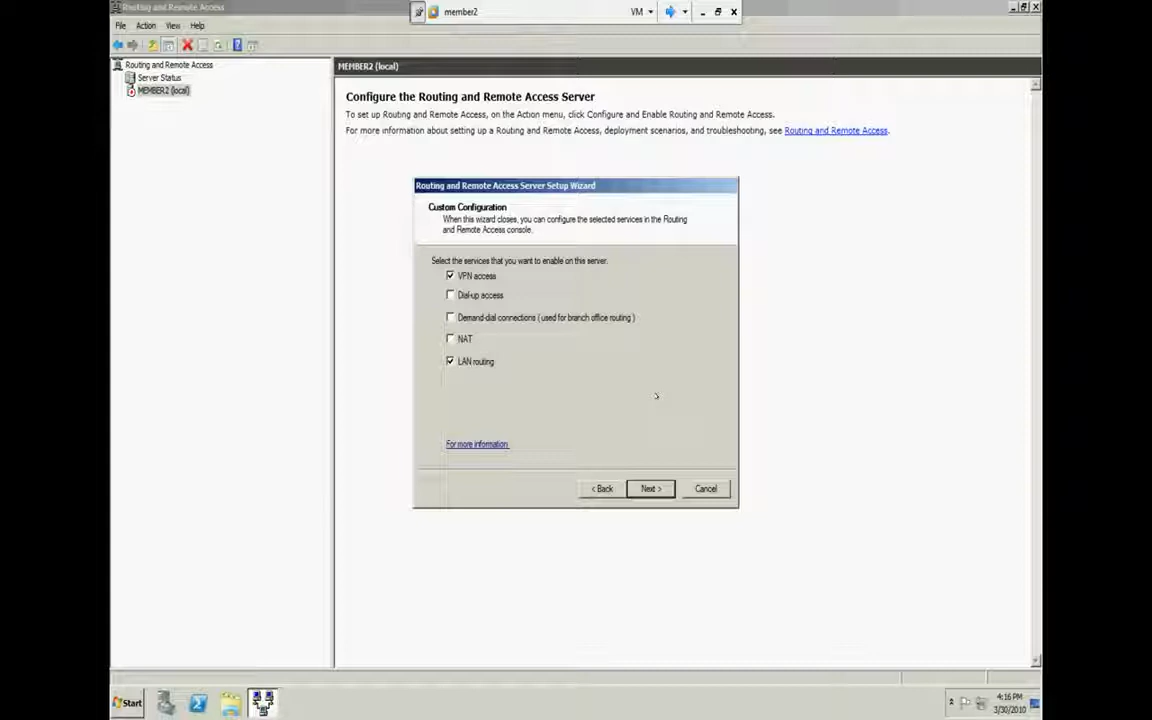 Routing and Remote Access
member2
VM
File Action View Help
Routing and Remote Access
Server Status
MEMBER2 (local)
MEMBER2 (local)
Configure the Routing and Remote Access Server
To set up Routing and Remote Access, on the Action menu, click Configure and Enable Routing and Remote Access.
For more information about setting up a Routing and Remote Access, deployment scenarios, and troubleshooting, see Routing and Remote Access.
Routing and Remote Access Server Setup Wizard
Custom Configuration
When this wizard closes, you can configure the selected services in the Routing
and Remote Access console.
Select the services that you want to enable on this server.
VPN access
Dial-up access
Demand-dial connections ( used for branch office routing )
NAT
LAN routing
For more information
< Back
Next >
Cancel
Start
4:16 PM
3/30/2010